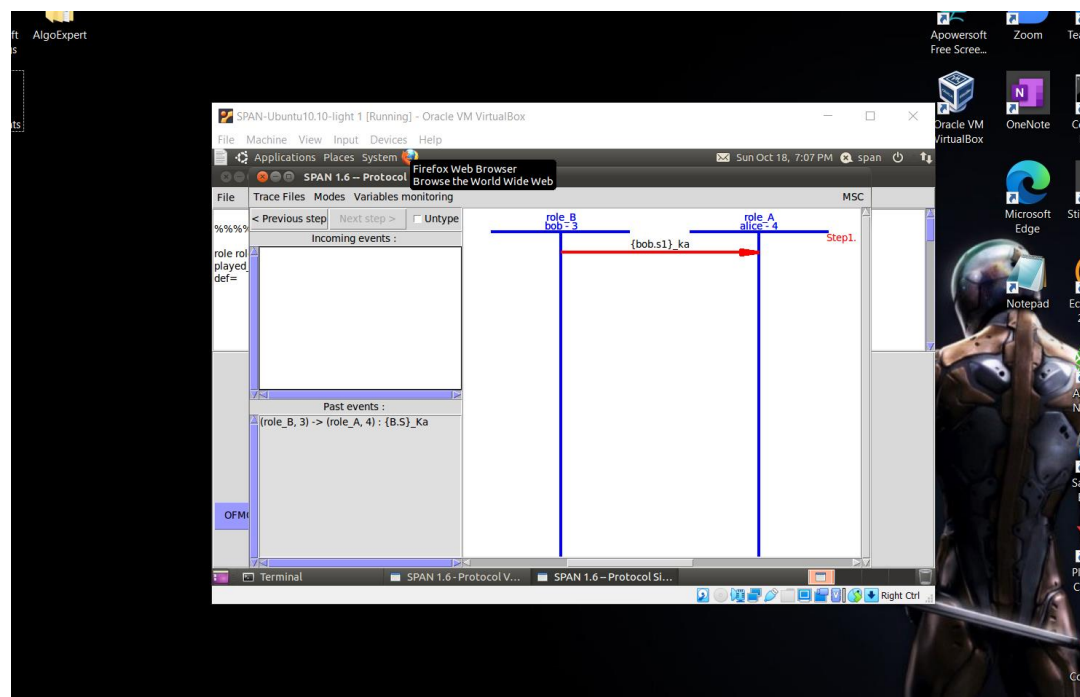 AlgoExpert
ft
s
ts
Apowersoft
Free Scree...
Zoom
Tea
Oracle VM
VirtualBox
OneNote
Microsoft
Edge
Notepad
SPAN-Ubuntu10.10-light 1 [Running] - Oracle VM VirtualBox
File Machine View Input Devices Help
Applications Places System
Sun Oct 18, 7:07 PM span
Firefox Web Browser
Browse the World Wide Web
SPAN 1.6 -- Protocol
File
Trace Files Modes Variables monitoring MSC
< Previous step Next step > Untype
Incoming events :
%%%%
role rol
played_
def=
role_B
bob - 3
role_A
alice - 4
Step1.
{bob.s1}_ka
Past events :
(role_B, 3) -> (role_A, 4) : {B.S}_Ka
OFM
Terminal SPAN 1.6 - Protocol V... SPAN 1.6 – Protocol Si...
Right Ctrl